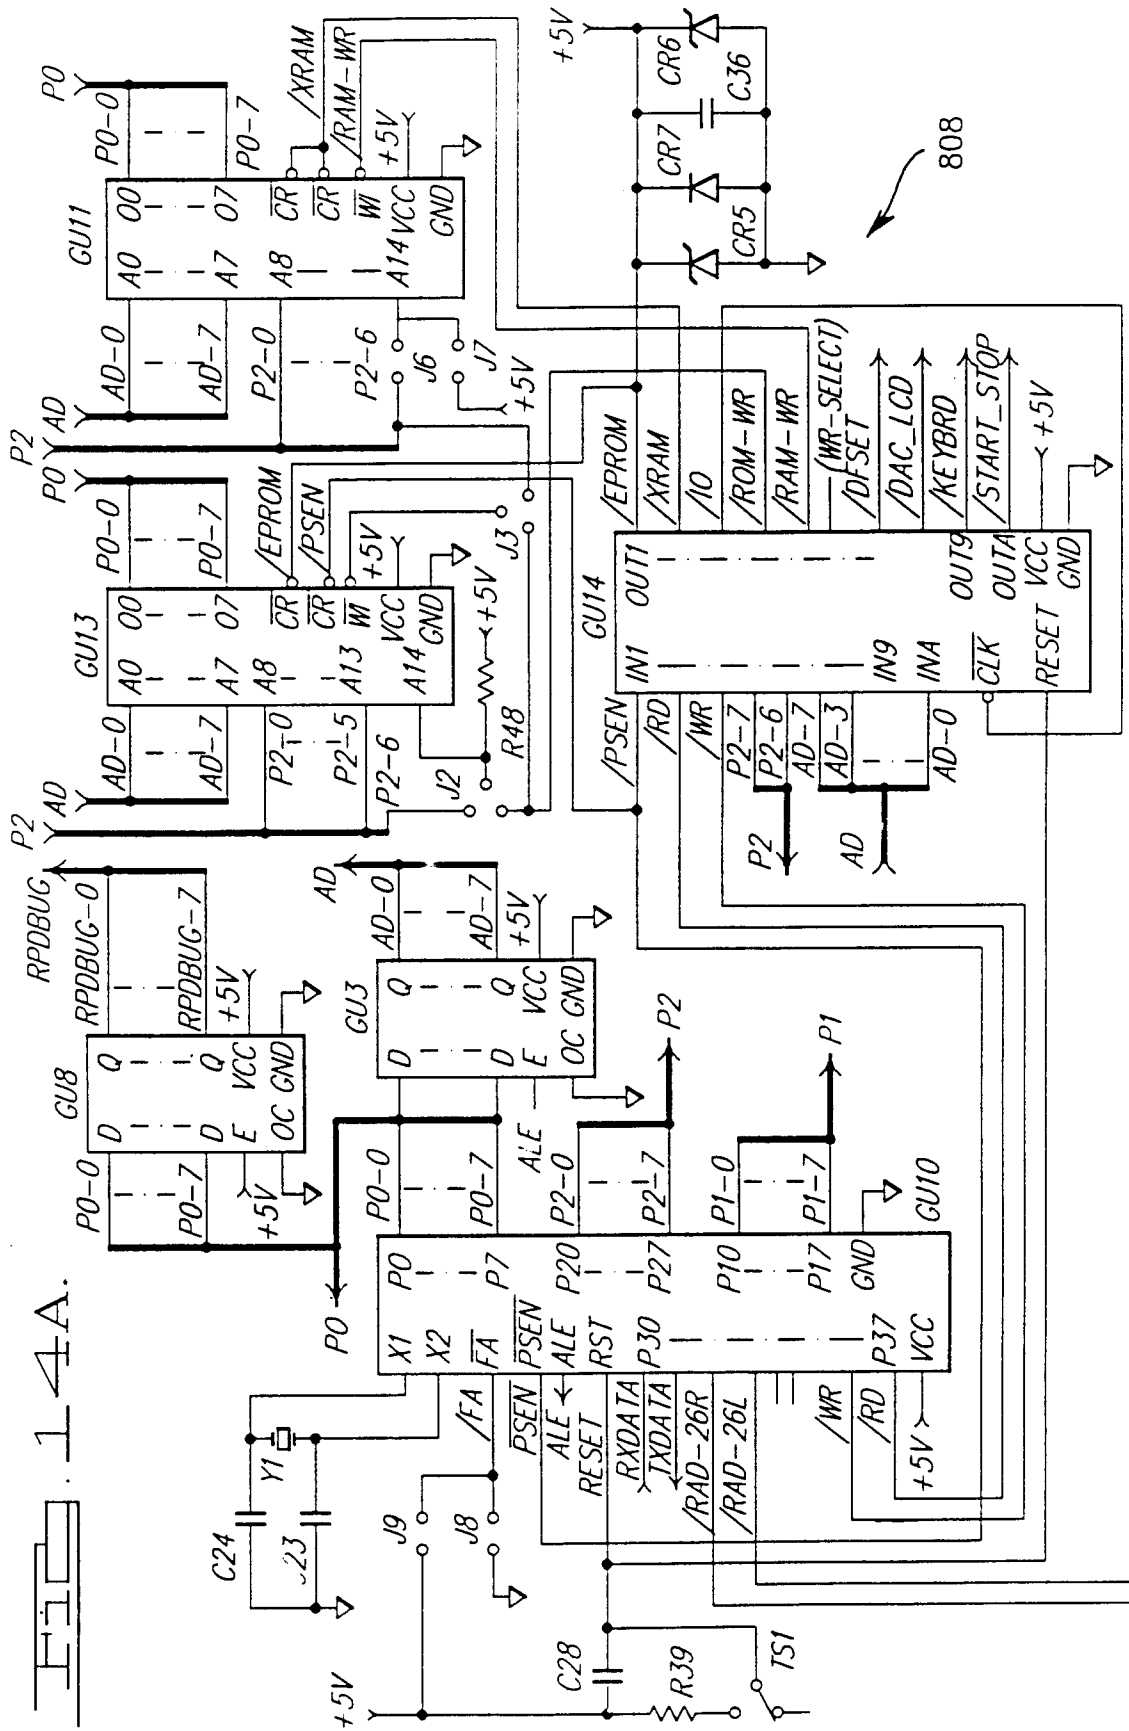 FIG. 14A.
+5V
C24
C23
Y1
J9
J8
C28
R39
TS1
/FA
PSEN
ALE
RESET
RXDATA
TXDATA
/RAD-26R
/RAD-26L
/WR
/RD
+5V
X1
X2
FA
PSEN
ALE
RST
P30
P37
VCC
P0
P7
P20
P27
P10
P17
GND
GU10
P0
P0-0
P0-7
P2-0
P2-7
P1-0
P1-7
P2
P1
GU8
P0-0
P0-7
+5V
D
D
E
OC
Q
Q
VCC
GND
+5V
RPDBUG-0
RPDBUG-7
RPDBUG
GU3
ALE
D
D
E
OC
Q
Q
VCC
GND
+5V
AD-0
AD-7
AD
P2
AD
AD-0
AD-7
P2-0
P2-5
P2-6
J2
R48
+5V
J3
GU13
A0
A7
A8
A13
A14
O0
O7
CR
CR
WI
VCC
GND
P0-0
P0-7
/EPROM
/PSEN
+5V
P0
P2
AD
AD-0
AD-7
P2-0
P2-6
J6
J7
+5V
GU11
A0
A7
A8
A14
O0
O7
CR
CR
WI
VCC
GND
P0-0
P0-7
P0
/XRAM
/RAM-WR
+5V
GU14
/PSEN
/RD
/WR
P2-7
P2-6
AD-7
AD-3
AD-0
P2
AD
IN1
IN9
INA
CLK
RESET
OUT1
OUT9
OUTA
VCC
GND
/EPROM
/XRAM
/IO
/ROM-WR
/RAM-WR
(WR-SELECT)
/DFSET
/DAC_LCD
/KEYBRD
/START_STOP
+5V
+5V
CR5
CR7
C36
CR6
808